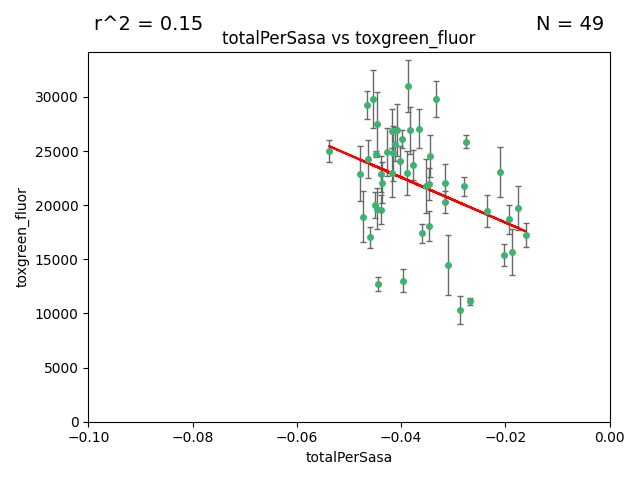 r^2 = 0.15
N = 49
totalPerSasa vs toxgreen_fluor
30000
25000
20000
15000
10000
5000
0
toxgreen_fluor
−0.10
−0.08
−0.06
−0.04
−0.02
0.00
totalPerSasa